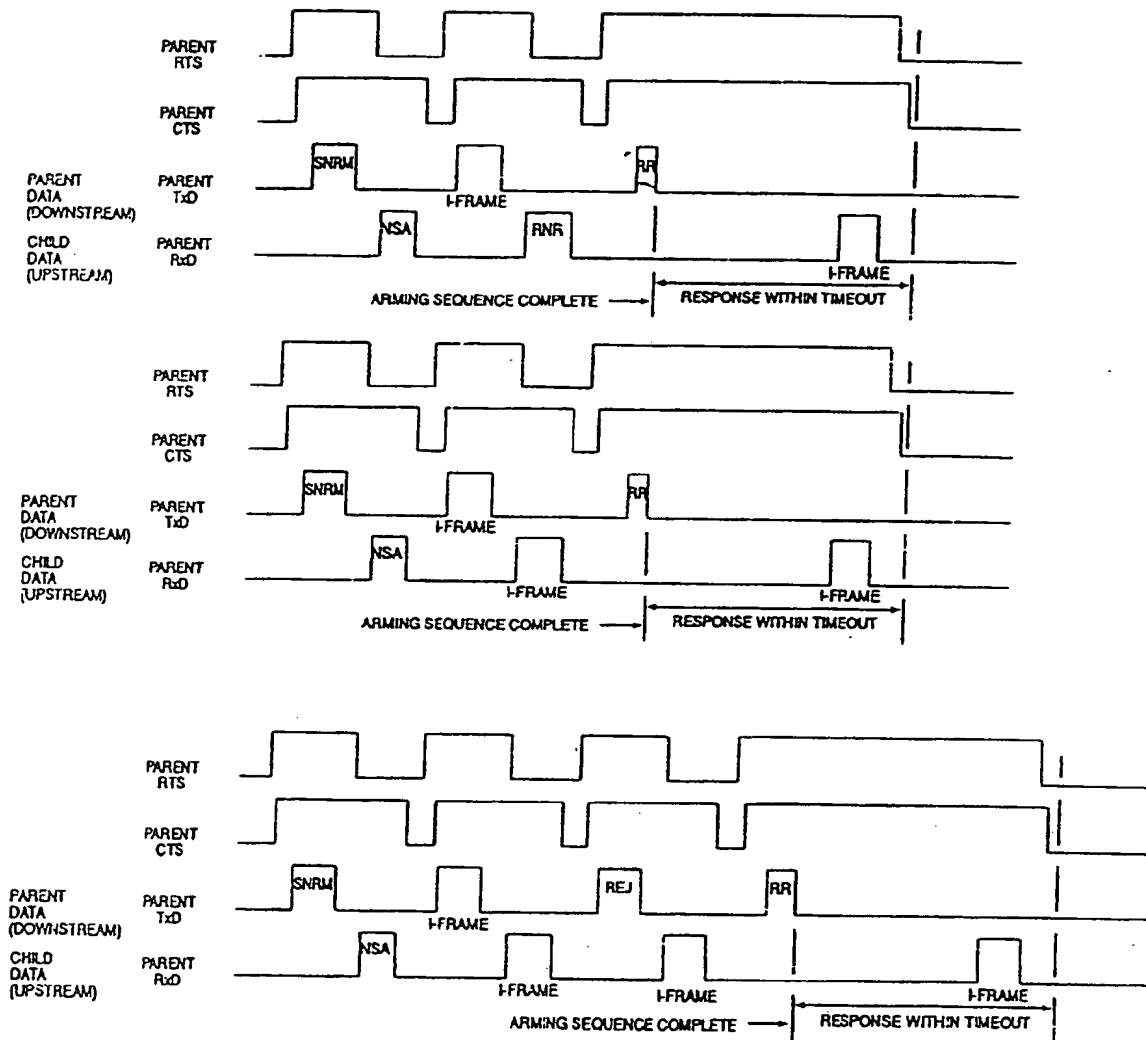 PARENT
RTS
PARENT
CTS
SNRM
RR
PARENT
DATA
(DOWNSTREAM)
PARENT
TxD
I-FRAME
NSA
RNR
CHILD
DATA
(UPSTREAM)
PARENT
RxD
I-FRAME
ARMING SEQUENCE COMPLETE
RESPONSE WITHIN TIMEOUT
PARENT
RTS
PARENT
CTS
SNRM
RR
PARENT
DATA
(DOWNSTREAM)
PARENT
TxD
I-FRAME
NSA
CHILD
DATA
(UPSTREAM)
PARENT
RxD
I-FRAME
I-FRAME
ARMING SEQUENCE COMPLETE
RESPONSE WITHIN TIMEOUT
PARENT
RTS
PARENT
CTS
SNRM
REJ
RR
PARENT
DATA
(DOWNSTREAM)
PARENT
TxD
I-FRAME
NSA
CHILD
DATA
(UPSTREAM)
PARENT
RxD
I-FRAME
I-FRAME
I-FRAME
ARMING SEQUENCE COMPLETE
RESPONSE WITHIN TIMEOUT